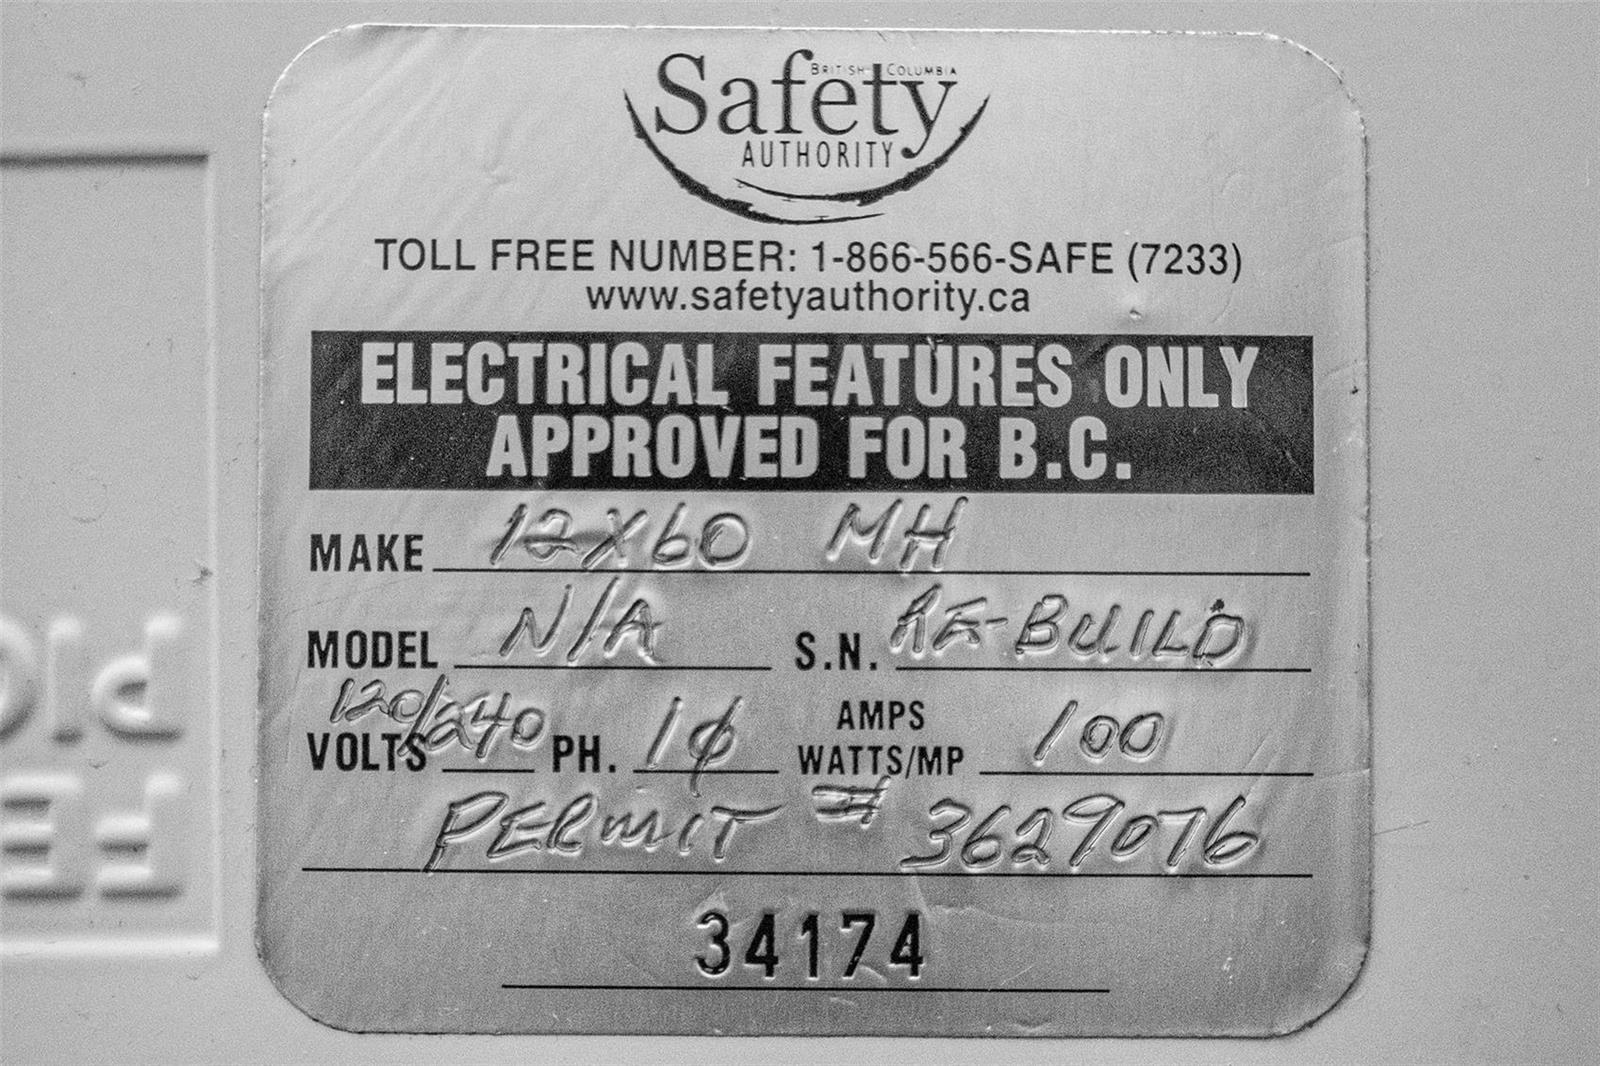 BRITISH COLUMBIA
Safety
AUTHORITY
TOLL FREE NUMBER: 1-866-566-SAFE (7233)
www.safetyauthority.ca
ELECTRICAL FEATURES ONLY
APPROVED FOR B.C.
MAKE 12X60 MH
MODEL N/A S.N. RE-BUILD
VOLTS 120/240 PH. 1ϕ AMPS WATTS/MP 100
PERMIT # 3629076
34174